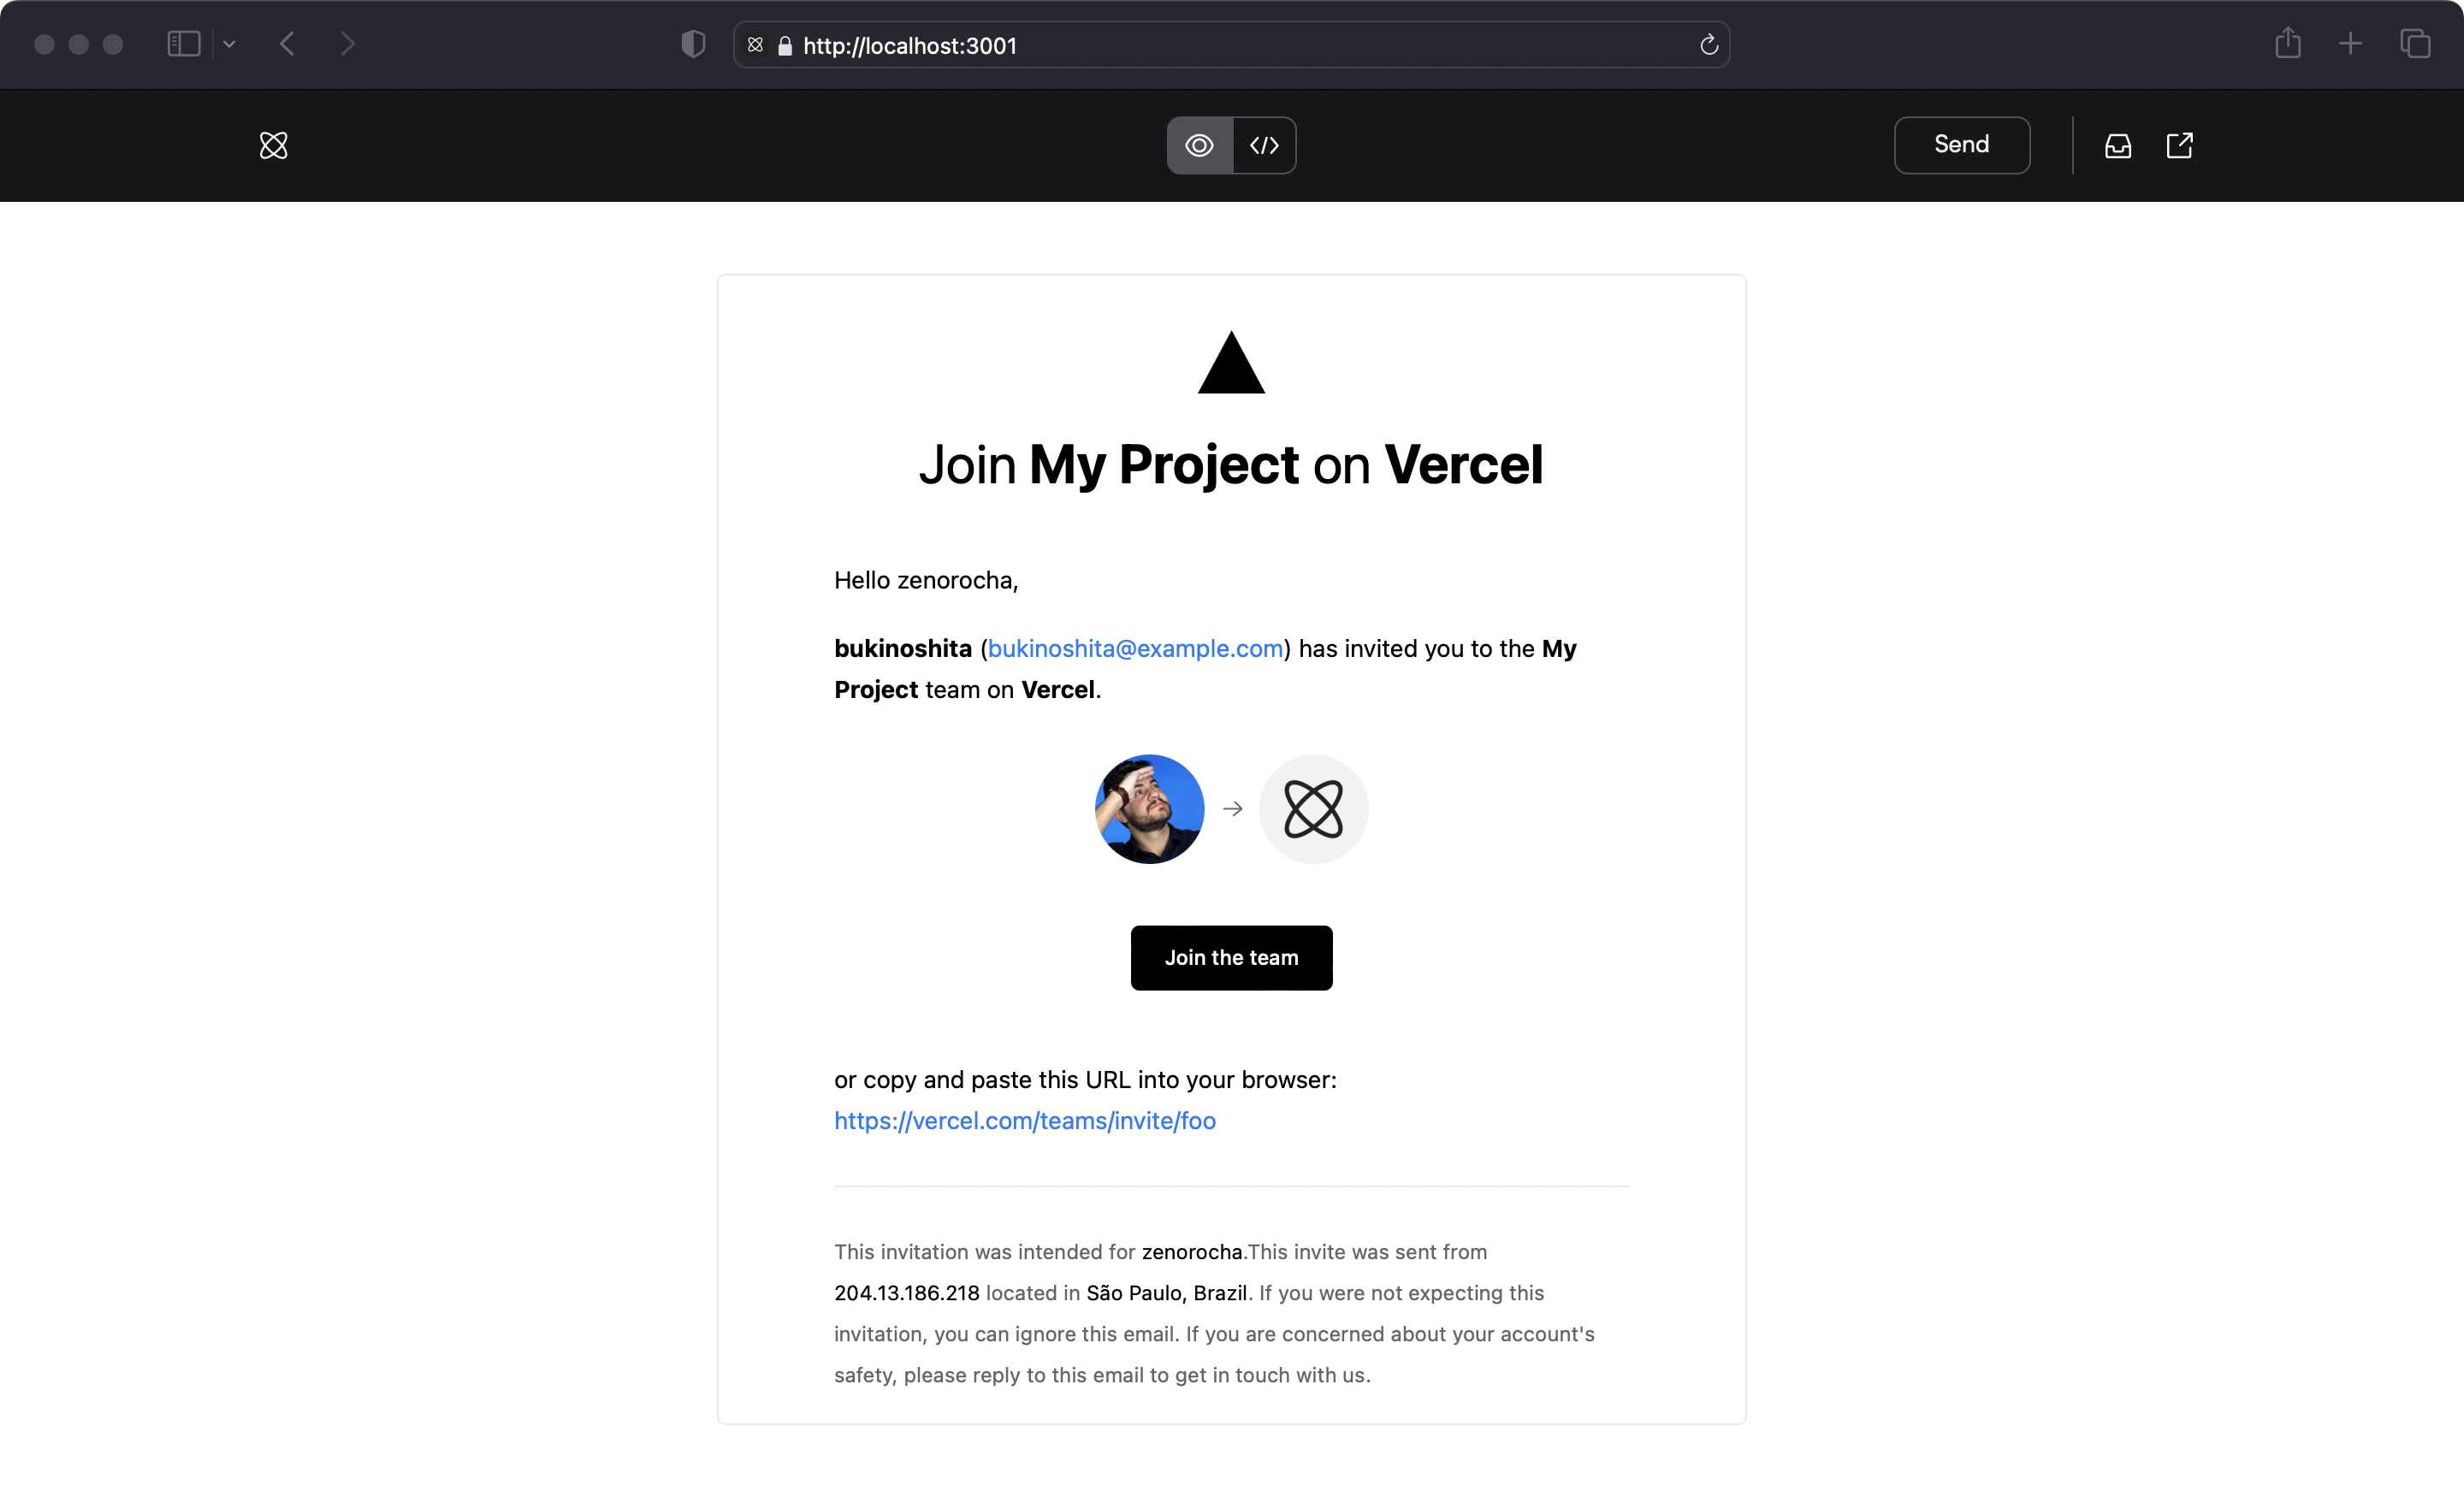 http://localhost:3001
Send
Join My Project on Vercel
Hello zenorocha,
bukinoshita (bukinoshita@example.com) has invited you to the My
Project team on Vercel.
Join the team
or copy and paste this URL into your browser:
https://vercel.com/teams/invite/foo
This invitation was intended for zenorocha.This invite was sent from
204.13.186.218 located in São Paulo, Brazil. If you were not expecting this
invitation, you can ignore this email. If you are concerned about your account's
safety, please reply to this email to get in touch with us.